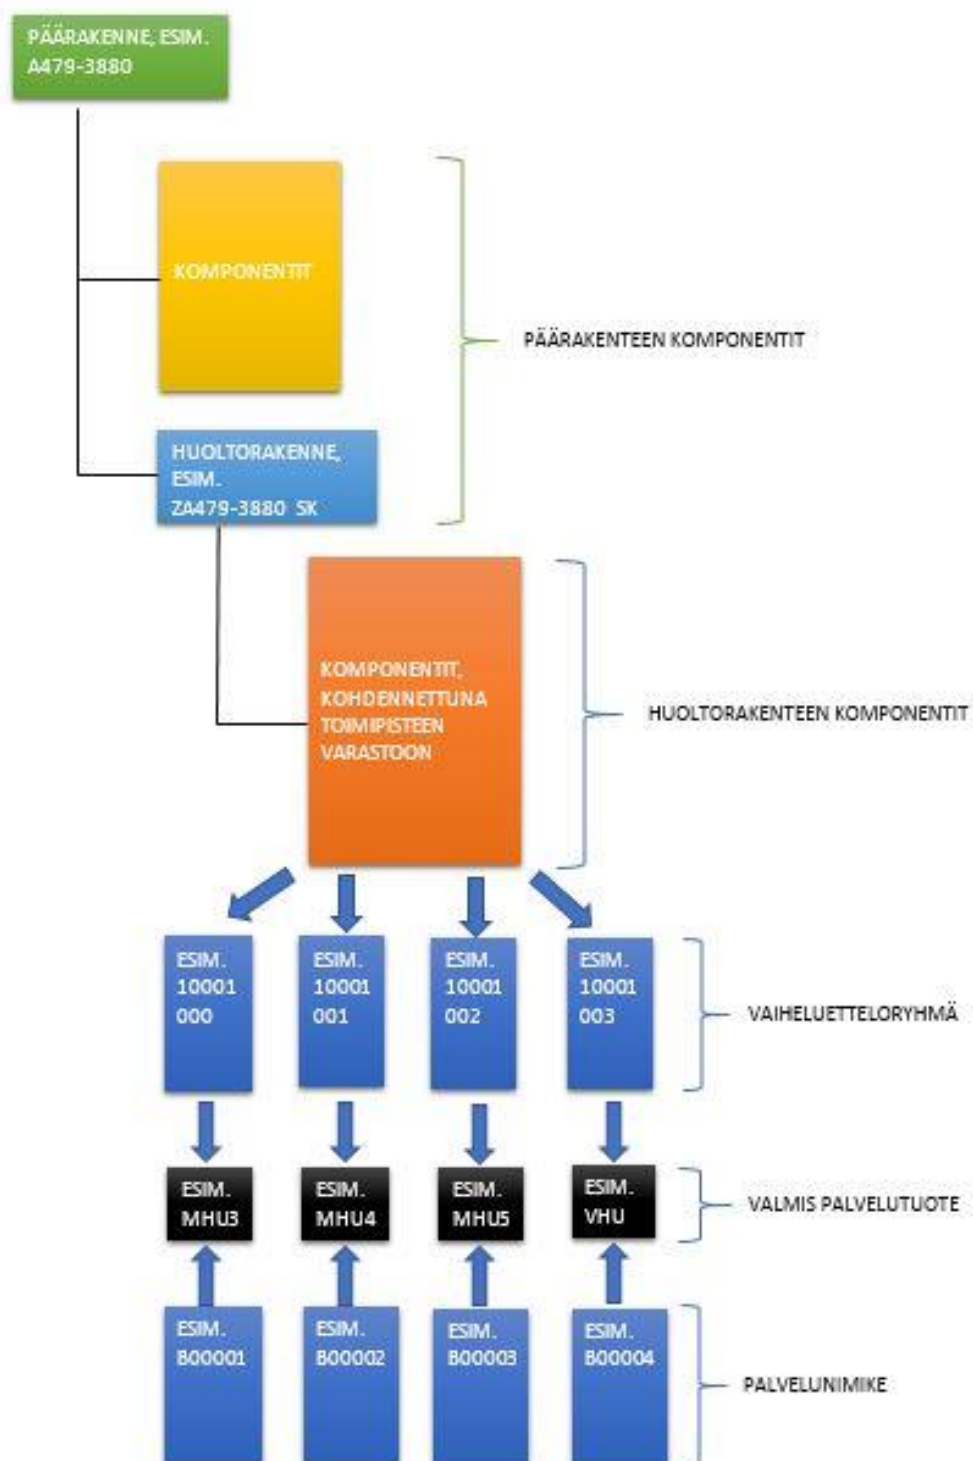 PÄÄRAKENNE, ESIM.
A479-3880
KOMPONENTIT
PÄÄRAKENTEEN KOMPONENTIT
HUOLTORAKENNE,
ESIM.
ZA479-3880 SK
KOMPONENTIT,
KOHDENNETTUNA
TOIMIPISTEEN
VARASTOON
HUOLTORAKENTEEN KOMPONENTIT
ESIM.
10001
000
ESIM.
10001
001
ESIM.
10001
002
ESIM.
10001
003
VAIHELUETTELORYHMÄ
ESIM.
MHU3
ESIM.
MHU4
ESIM.
MHU5
ESIM.
VHU
VALMIS PALVELUTUOTE
ESIM.
B00001
ESIM.
B00002
ESIM.
B00003
ESIM.
B00004
PALVELUNIMIKE